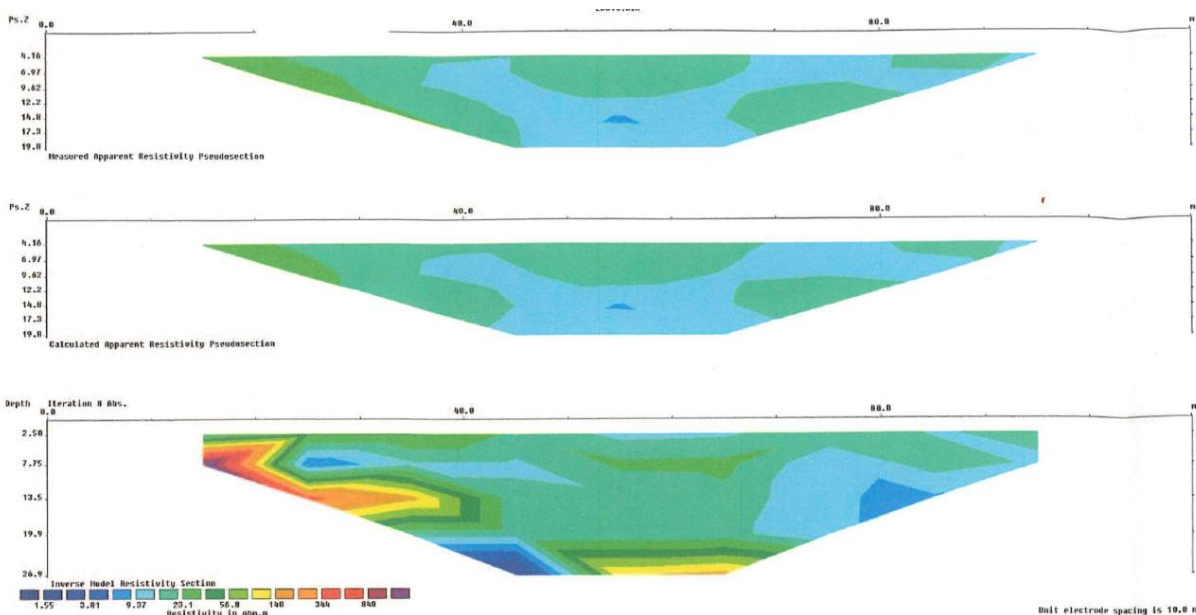 Ps.Z 0.0 40.0 80.0 m
4.16
6.97
9.62
12.2
14.8
17.3
19.8
Measured Apparent Resistivity Pseudosection
Ps.Z 0.0 40.0 80.0 m
4.16
6.97
9.62
12.2
14.8
17.3
19.8
Calculated Apparent Resistivity Pseudosection
Depth Iteration 8 Abs.
0.0 40.0 80.0 m
2.50
7.75
13.5
19.9
26.9
Inverse Model Resistivity Section
1.55 3.81 9.37 23.1 56.8 140 344 848
Resistivity in ohm.m
Unit electrode spacing is 10.0 m